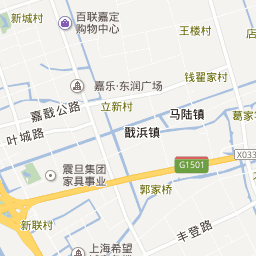 新城村
百联嘉定
购物中心
王楼村
店
钱翟家村
嘉乐·东润广场
嘉戬公路
立新村
马陆镇
葛家
叶城路
戬浜镇
G1501
X033
震旦集团
家具事业
郭家桥
新联村
丰登路
上海希望